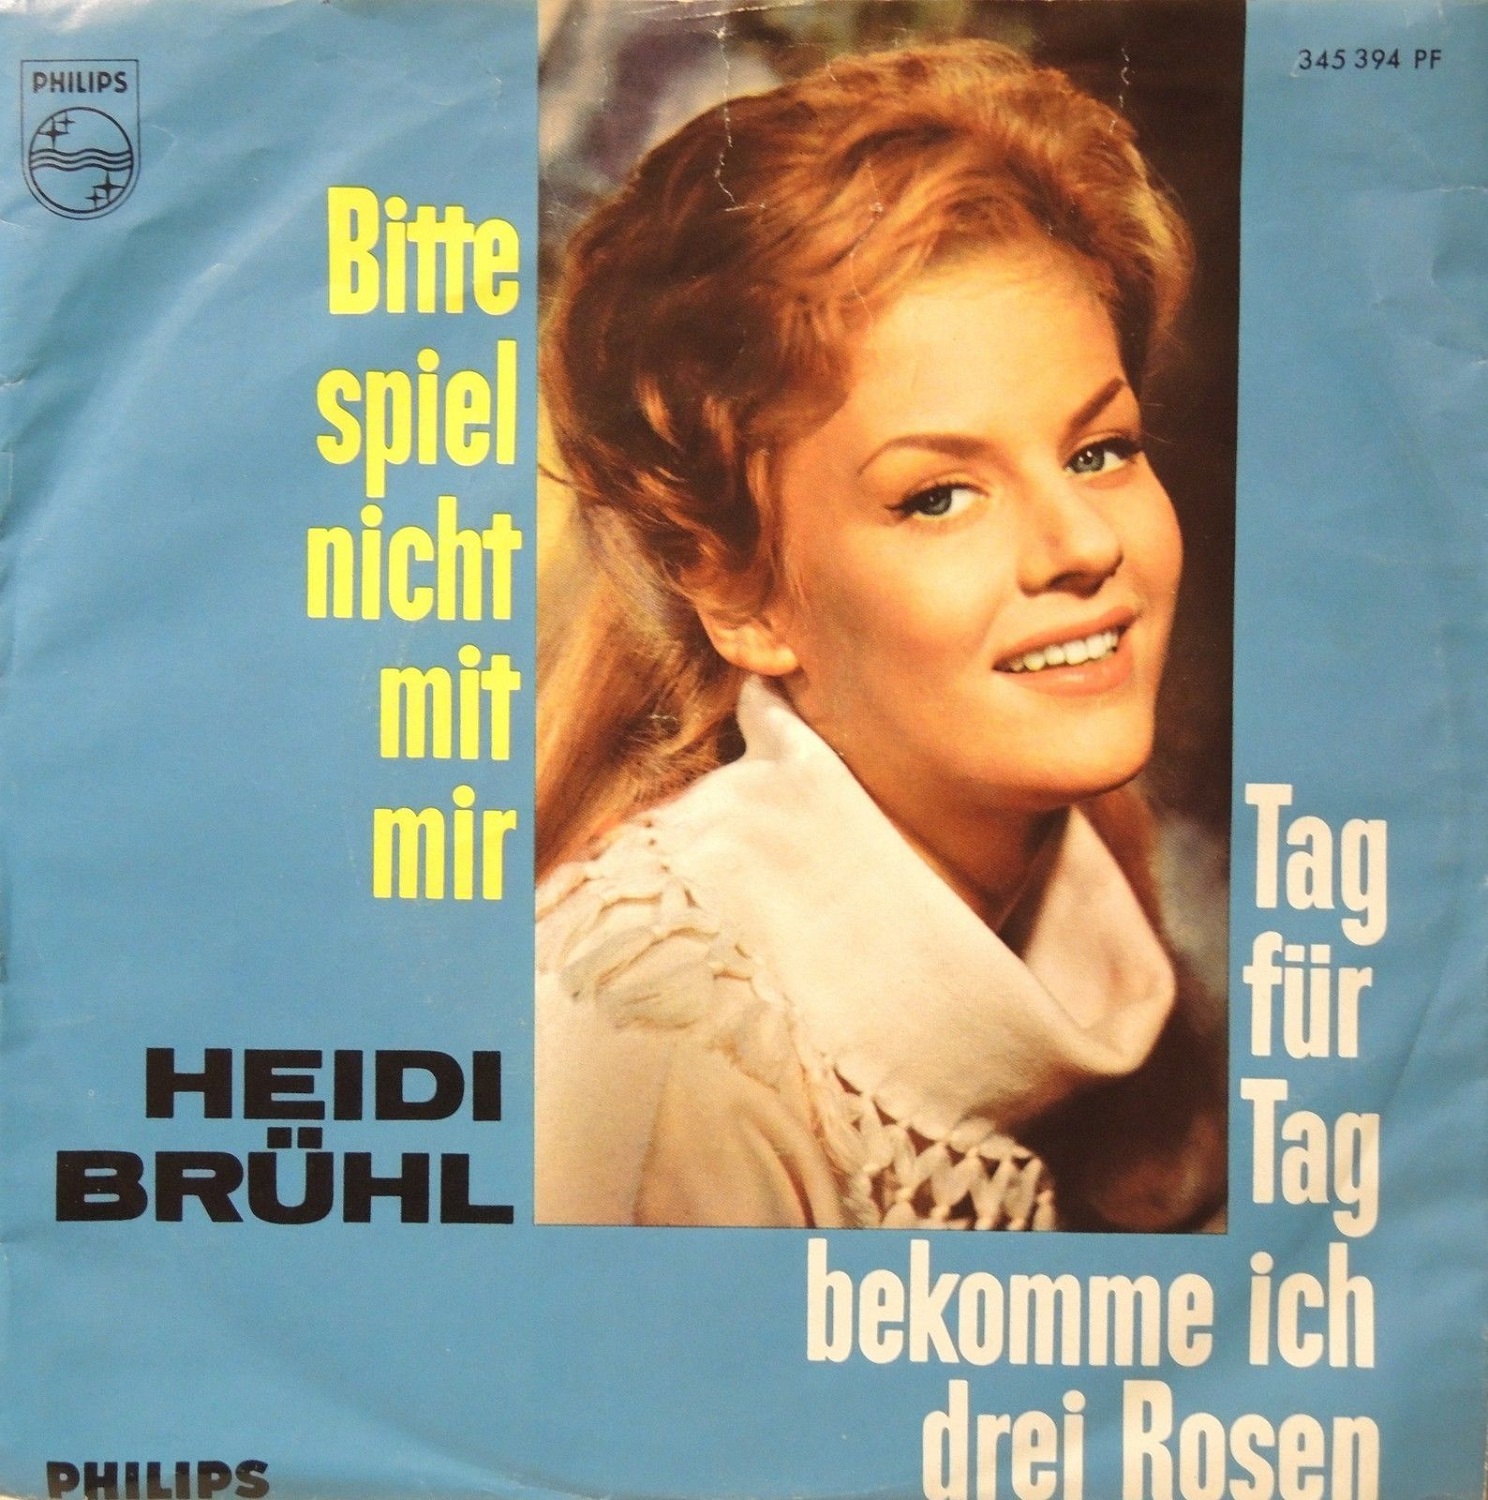 PHILIPS
345 394 PF
Bitte
spiel
nicht
mit
mir
HEIDI
BRÜHL
Tag
für
Tag
bekomme ich
drei Rosen
PHILIPS